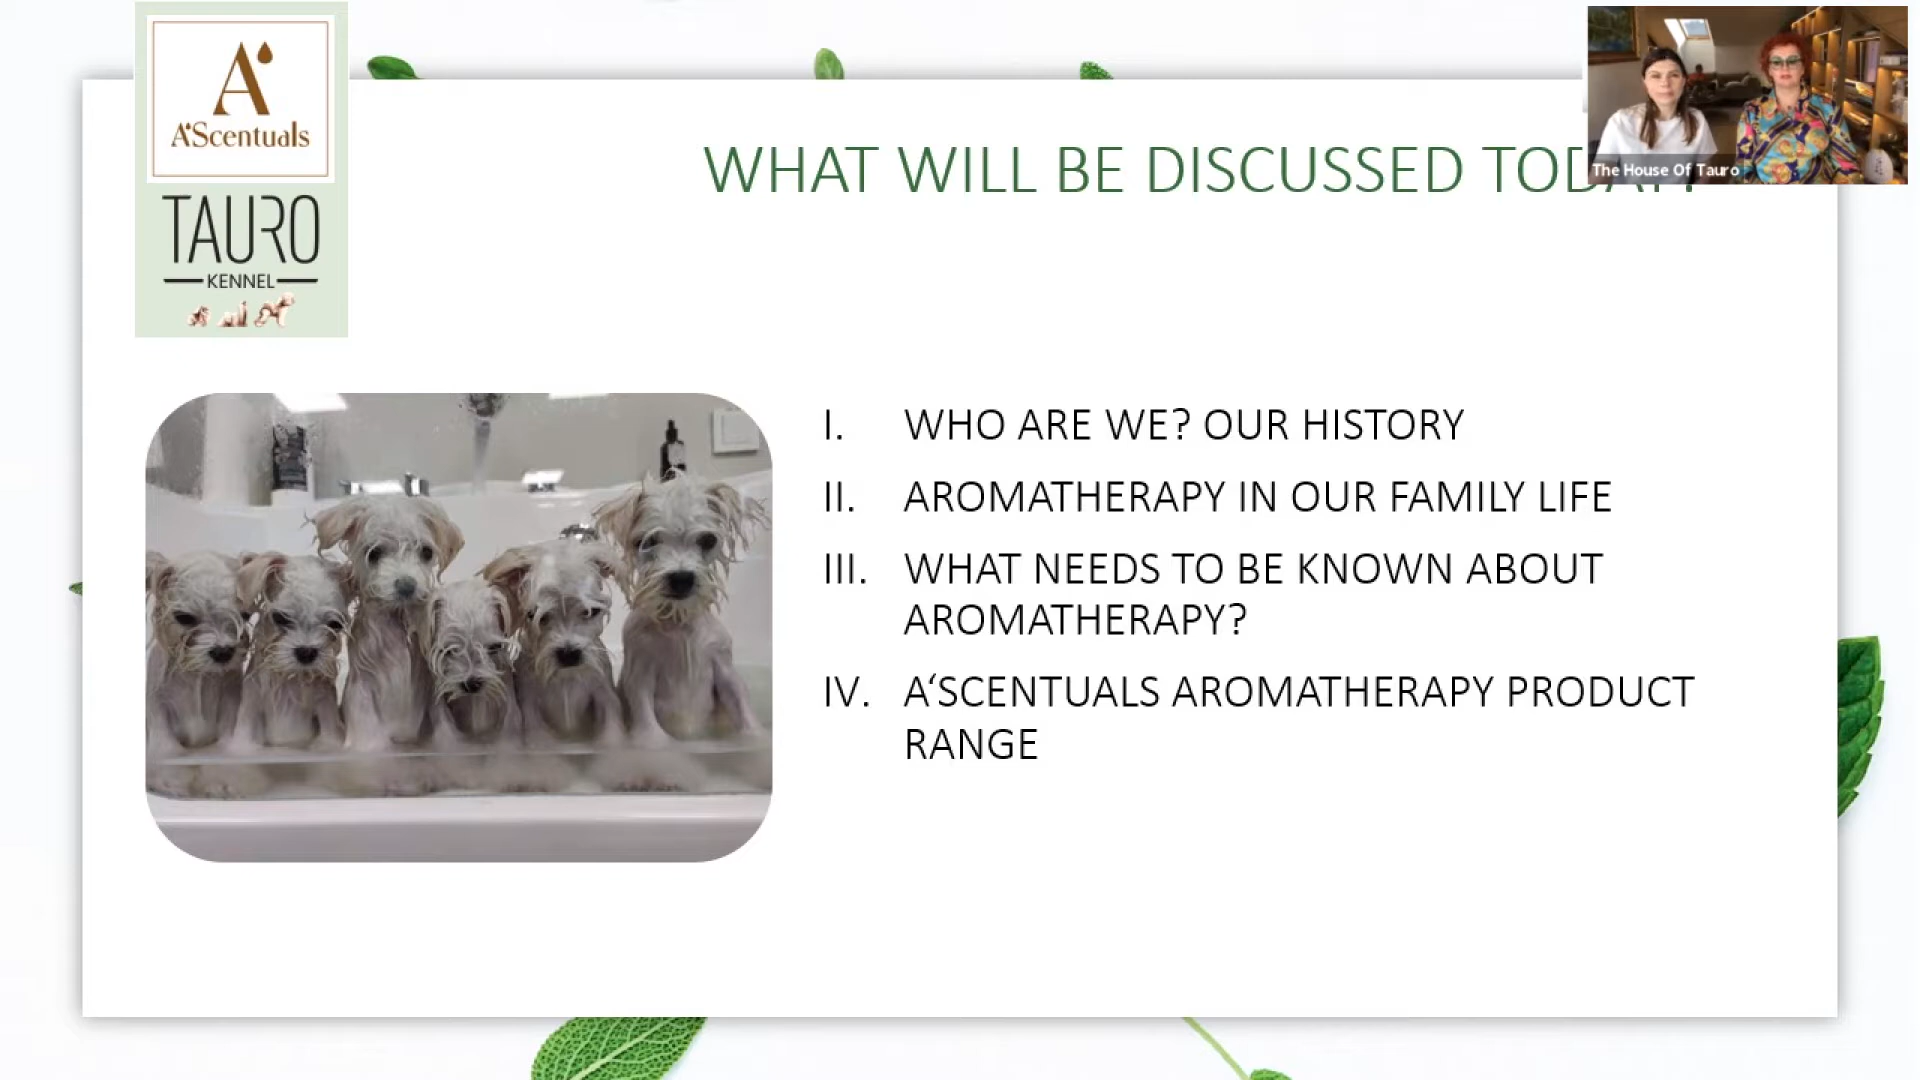 A
A'Scentuals
TAURO
KENNEL
WHAT WILL BE DISCUSSED TODAY?
The House Of Tauro
I. WHO ARE WE? OUR HISTORY
II. AROMATHERAPY IN OUR FAMILY LIFE
III. WHAT NEEDS TO BE KNOWN ABOUT
AROMATHERAPY?
IV. A‘SCENTUALS AROMATHERAPY PRODUCT
RANGE